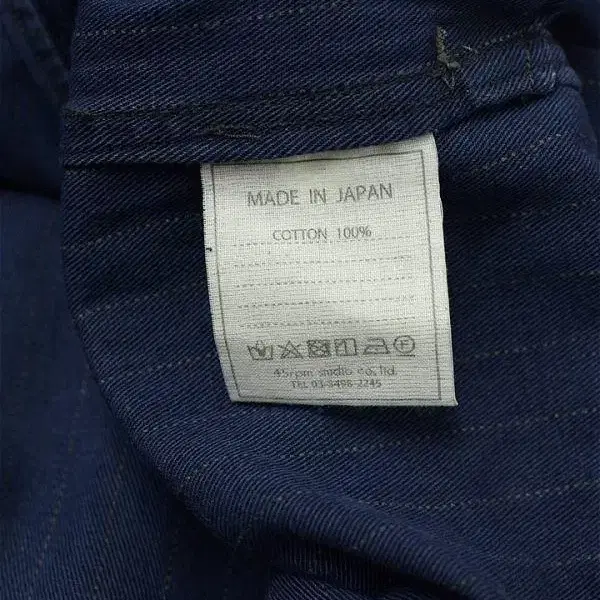 MADE IN JAPAN
COTTON 100%
45rpm studio co.,ltd.
TEL 03-3498-2245